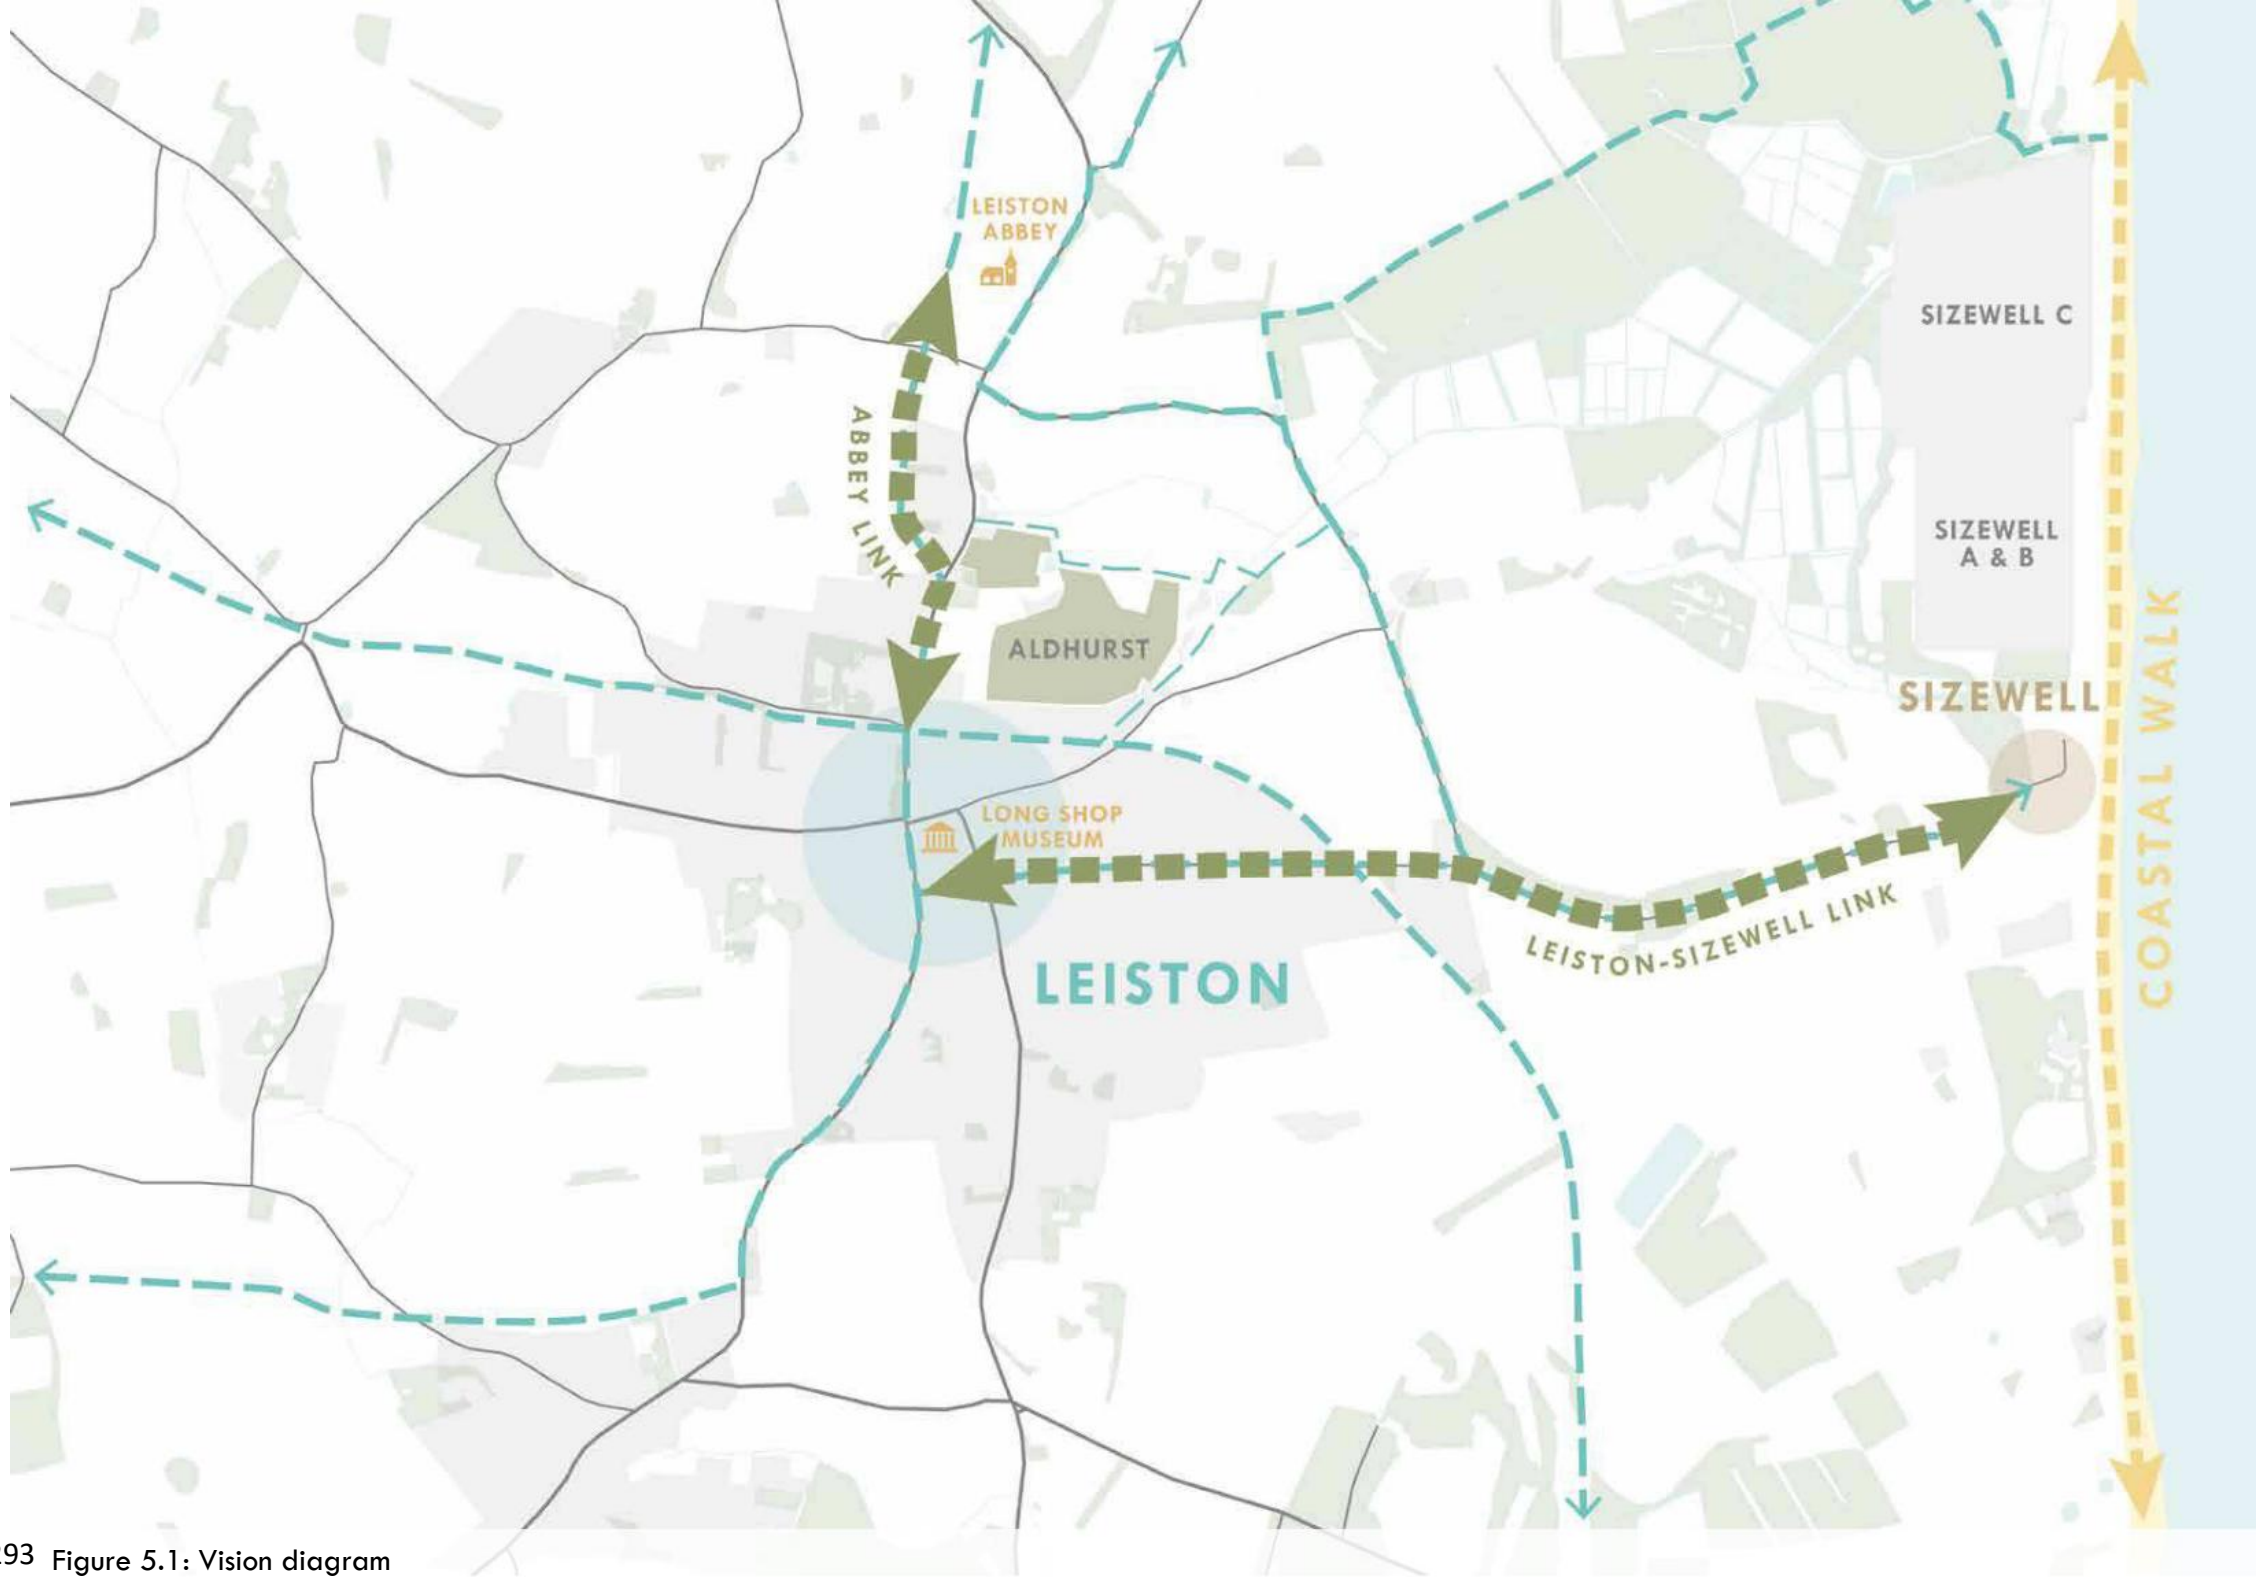 LEISTON
ABBEY
SIZEWELL C
ABBEY LINK
SIZEWELL
A & B
ALDHURST
SIZEWELL
COASTAL WALK
LONG SHOP
MUSEUM
LEISTON-SIZEWELL LINK
LEISTON
93 Figure 5.1: Vision diagram